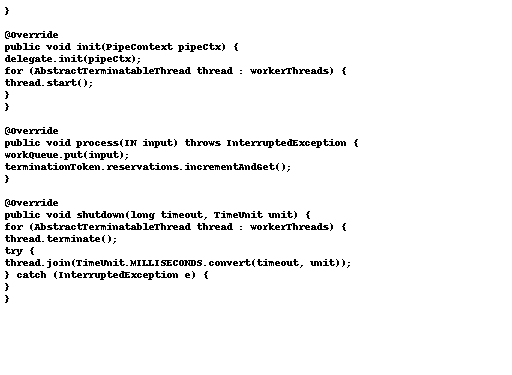 }
@Override
public void init(PipeContext pipeCtx) {
delegate.init(pipeCtx);
for (AbstractTerminatableThread thread : workerThreads) {
thread.start();
}
}
@Override
public void process(IN input) throws InterruptedException {
workQueue.put(input);
terminationToken.reservations.incrementAndGet();
}
@Override
public void shutdown(long timeout, TimeUnit unit) {
for (AbstractTerminatableThread thread : workerThreads) {
thread.terminate();
try {
thread.join(TimeUnit.MILLISECONDS.convert(timeout, unit));
} catch (InterruptedException e) {
}
}